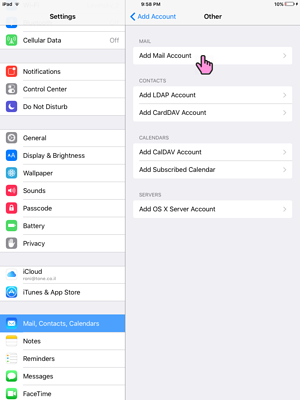 iPad
9:58 PM
10%
Settings
Add Account
Other
Cellular Data Off
Notifications
Control Center
Do Not Disturb
General
Display & Brightness
Wallpaper
Sounds
Passcode
Battery
Privacy
iCloud
iTunes & App Store
Mail, Contacts, Calendars
Notes
Reminders
Messages
FaceTime
MAIL
Add Mail Account
CONTACTS
Add LDAP Account
Add CardDAV Account
CALENDARS
Add CalDAV Account
Add Subscribed Calendar
SERVERS
Add OS X Server Account